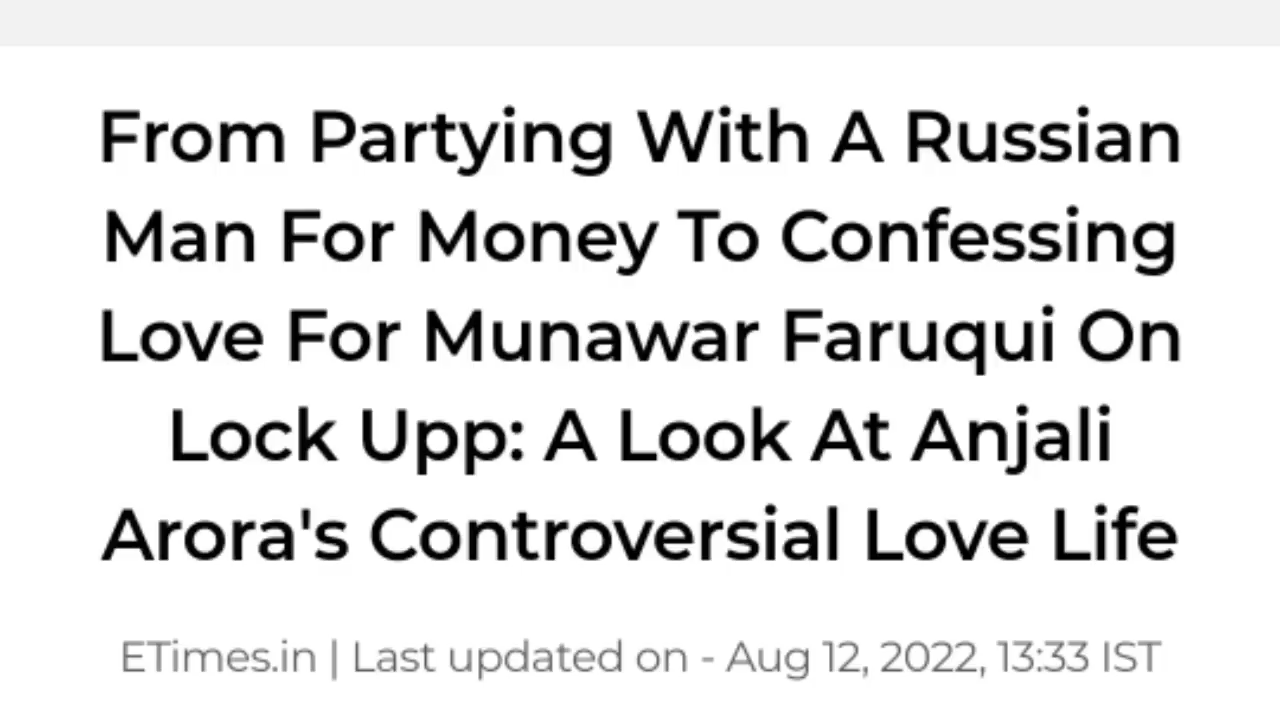 From Partying With A Russian
Man For Money To Confessing
Love For Munawar Faruqui On
Lock Upp: A Look At Anjali
Arora's Controversial Love Life
ETimes.in | Last updated on - Aug 12, 2022, 13:33 IST